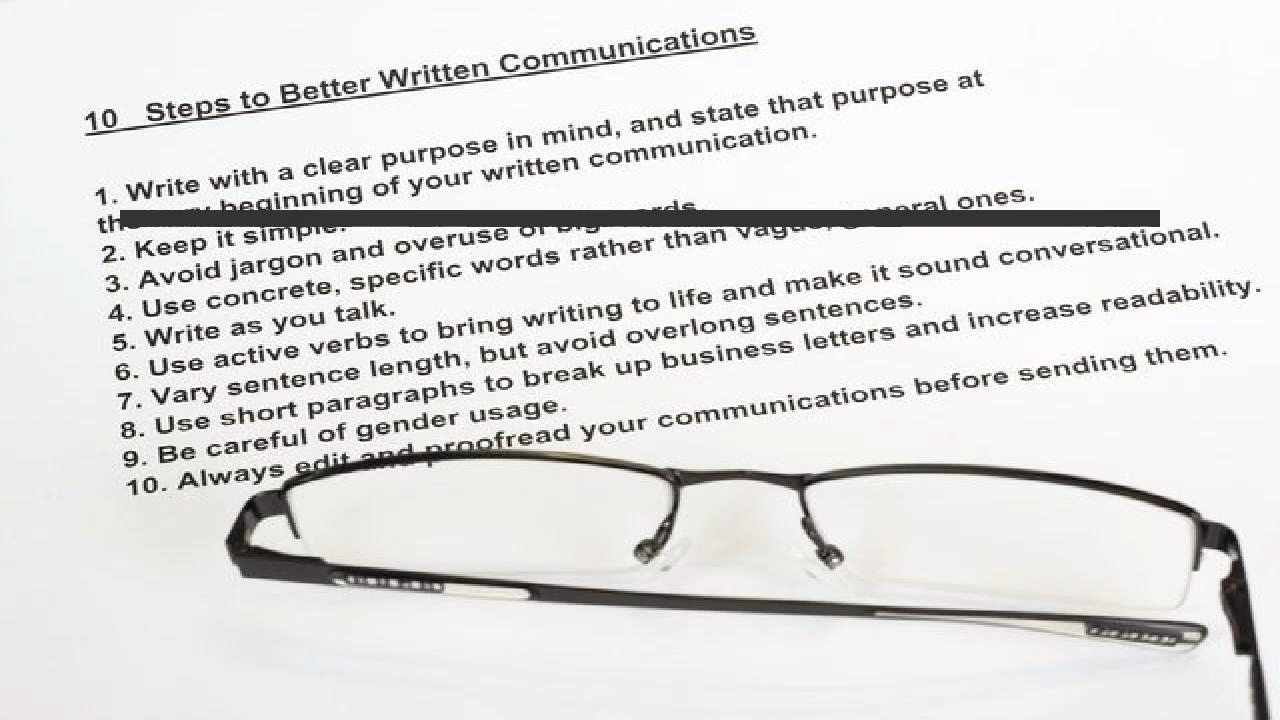 10 Steps to Better Written Communications
1. Write with a clear purpose in mind, and state that purpose at
the beginning of your written communication.
2. Keep it simple.
3. Avoid jargon and overuse of
4. Use concrete, specific words rather than vague, ones.
5. Write as you talk.
6. Use active verbs to bring writing to life and make it sound conversational.
7. Vary sentence length, but avoid overlong sentences.
8. Use short paragraphs to break up business letters and increase readability.
9. Be careful of gender usage.
10. Always edit and proofread your communications before sending them.